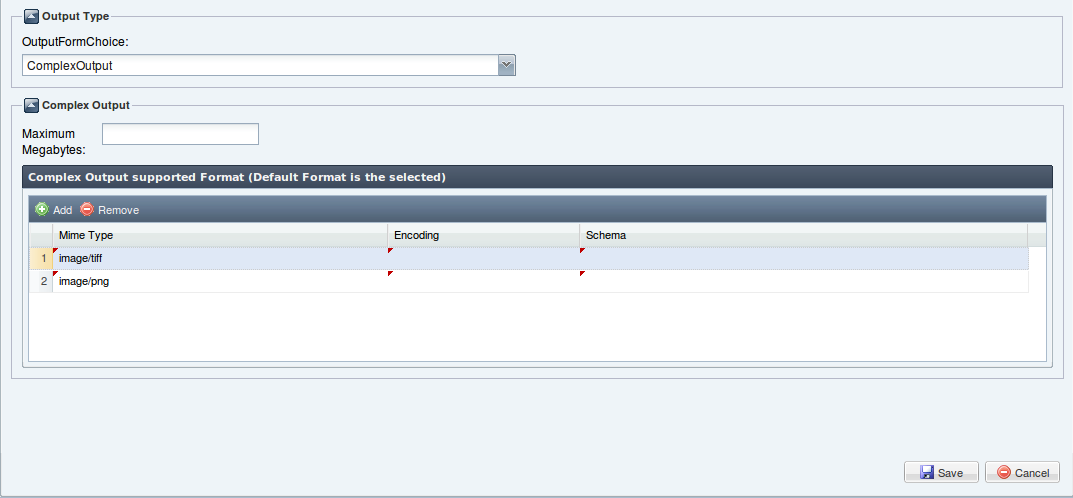 Output Type
OutputFormChoice:
ComplexOutput
Complex Output
Maximum
Megabytes:
Complex Output supported Format (Default Format is the selected)
Add Remove
Mime Type Encoding Schema
1 image/tiff
2 image/png
Save Cancel